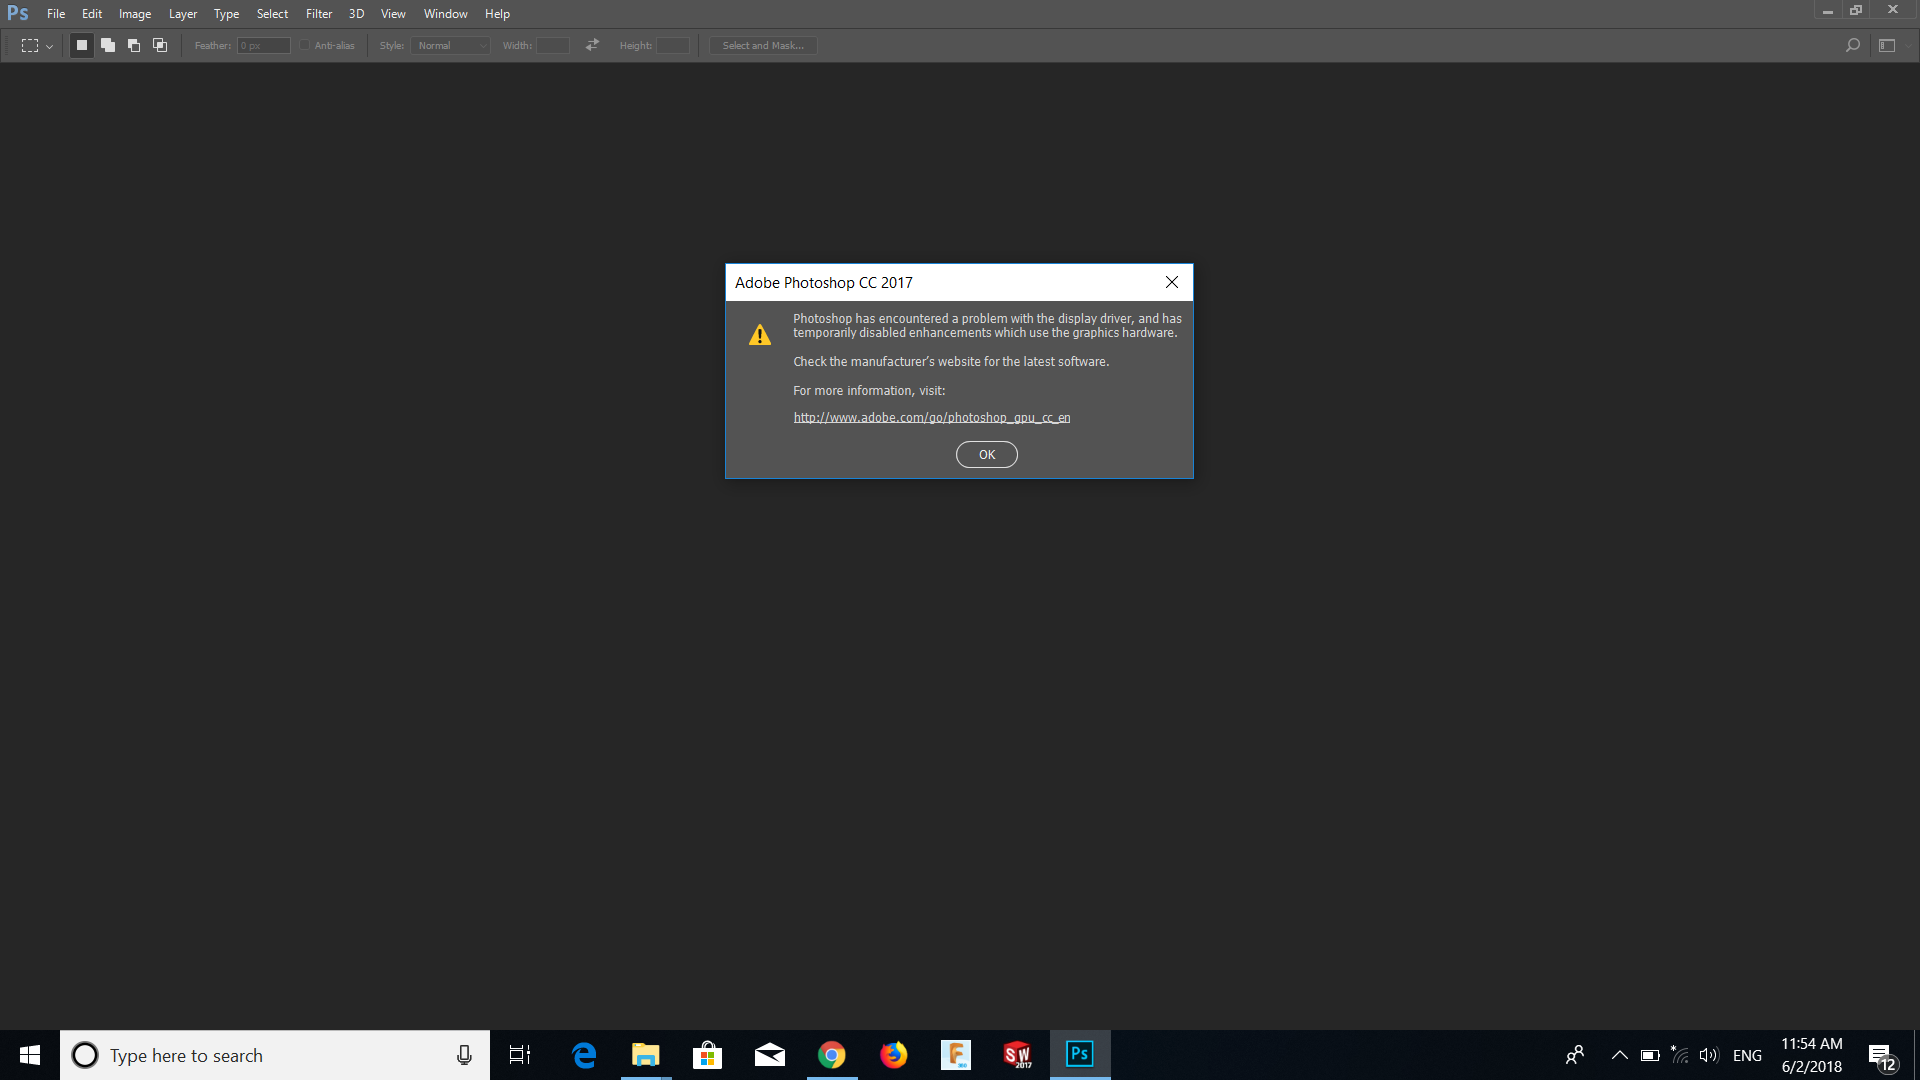 Ps File Edit Image Layer Type Select Filter 3D View Window Help
Feather: 0 px Anti-alias Style: Normal Width: Height: Select and Mask...
Adobe Photoshop CC 2017
Photoshop has encountered a problem with the display driver, and has
temporarily disabled enhancements which use the graphics hardware.
Check the manufacturer’s website for the latest software.
For more information, visit:
http://www.adobe.com/go/photoshop_gpu_cc_en
OK
Type here to search
SW
2017
Ps
ENG
11:54 AM
6/2/2018
12